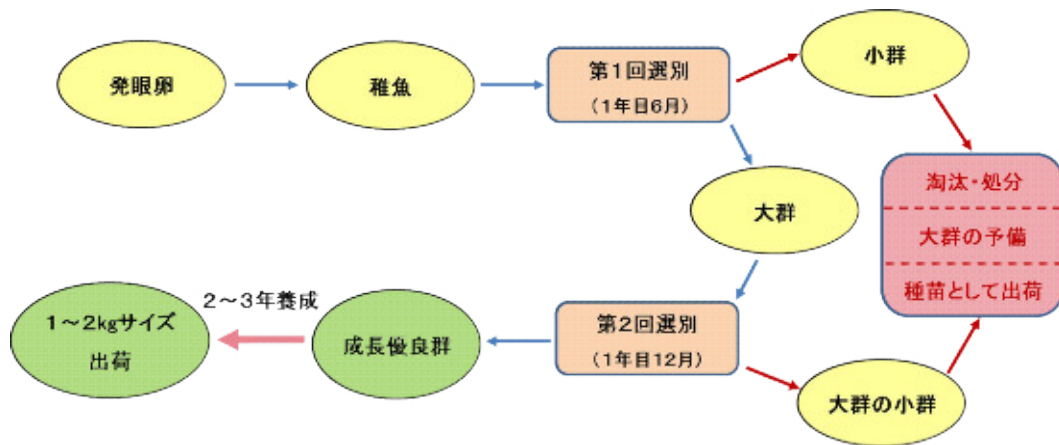 発眼卵
稚魚
第1回選別
(1年目6月)
小群
大群
淘汰・処分
大群の予備
種苗として出荷
第2回選別
(1年目12月)
大群の小群
成長優良群
2～3年養成
1～2kgサイズ
出荷